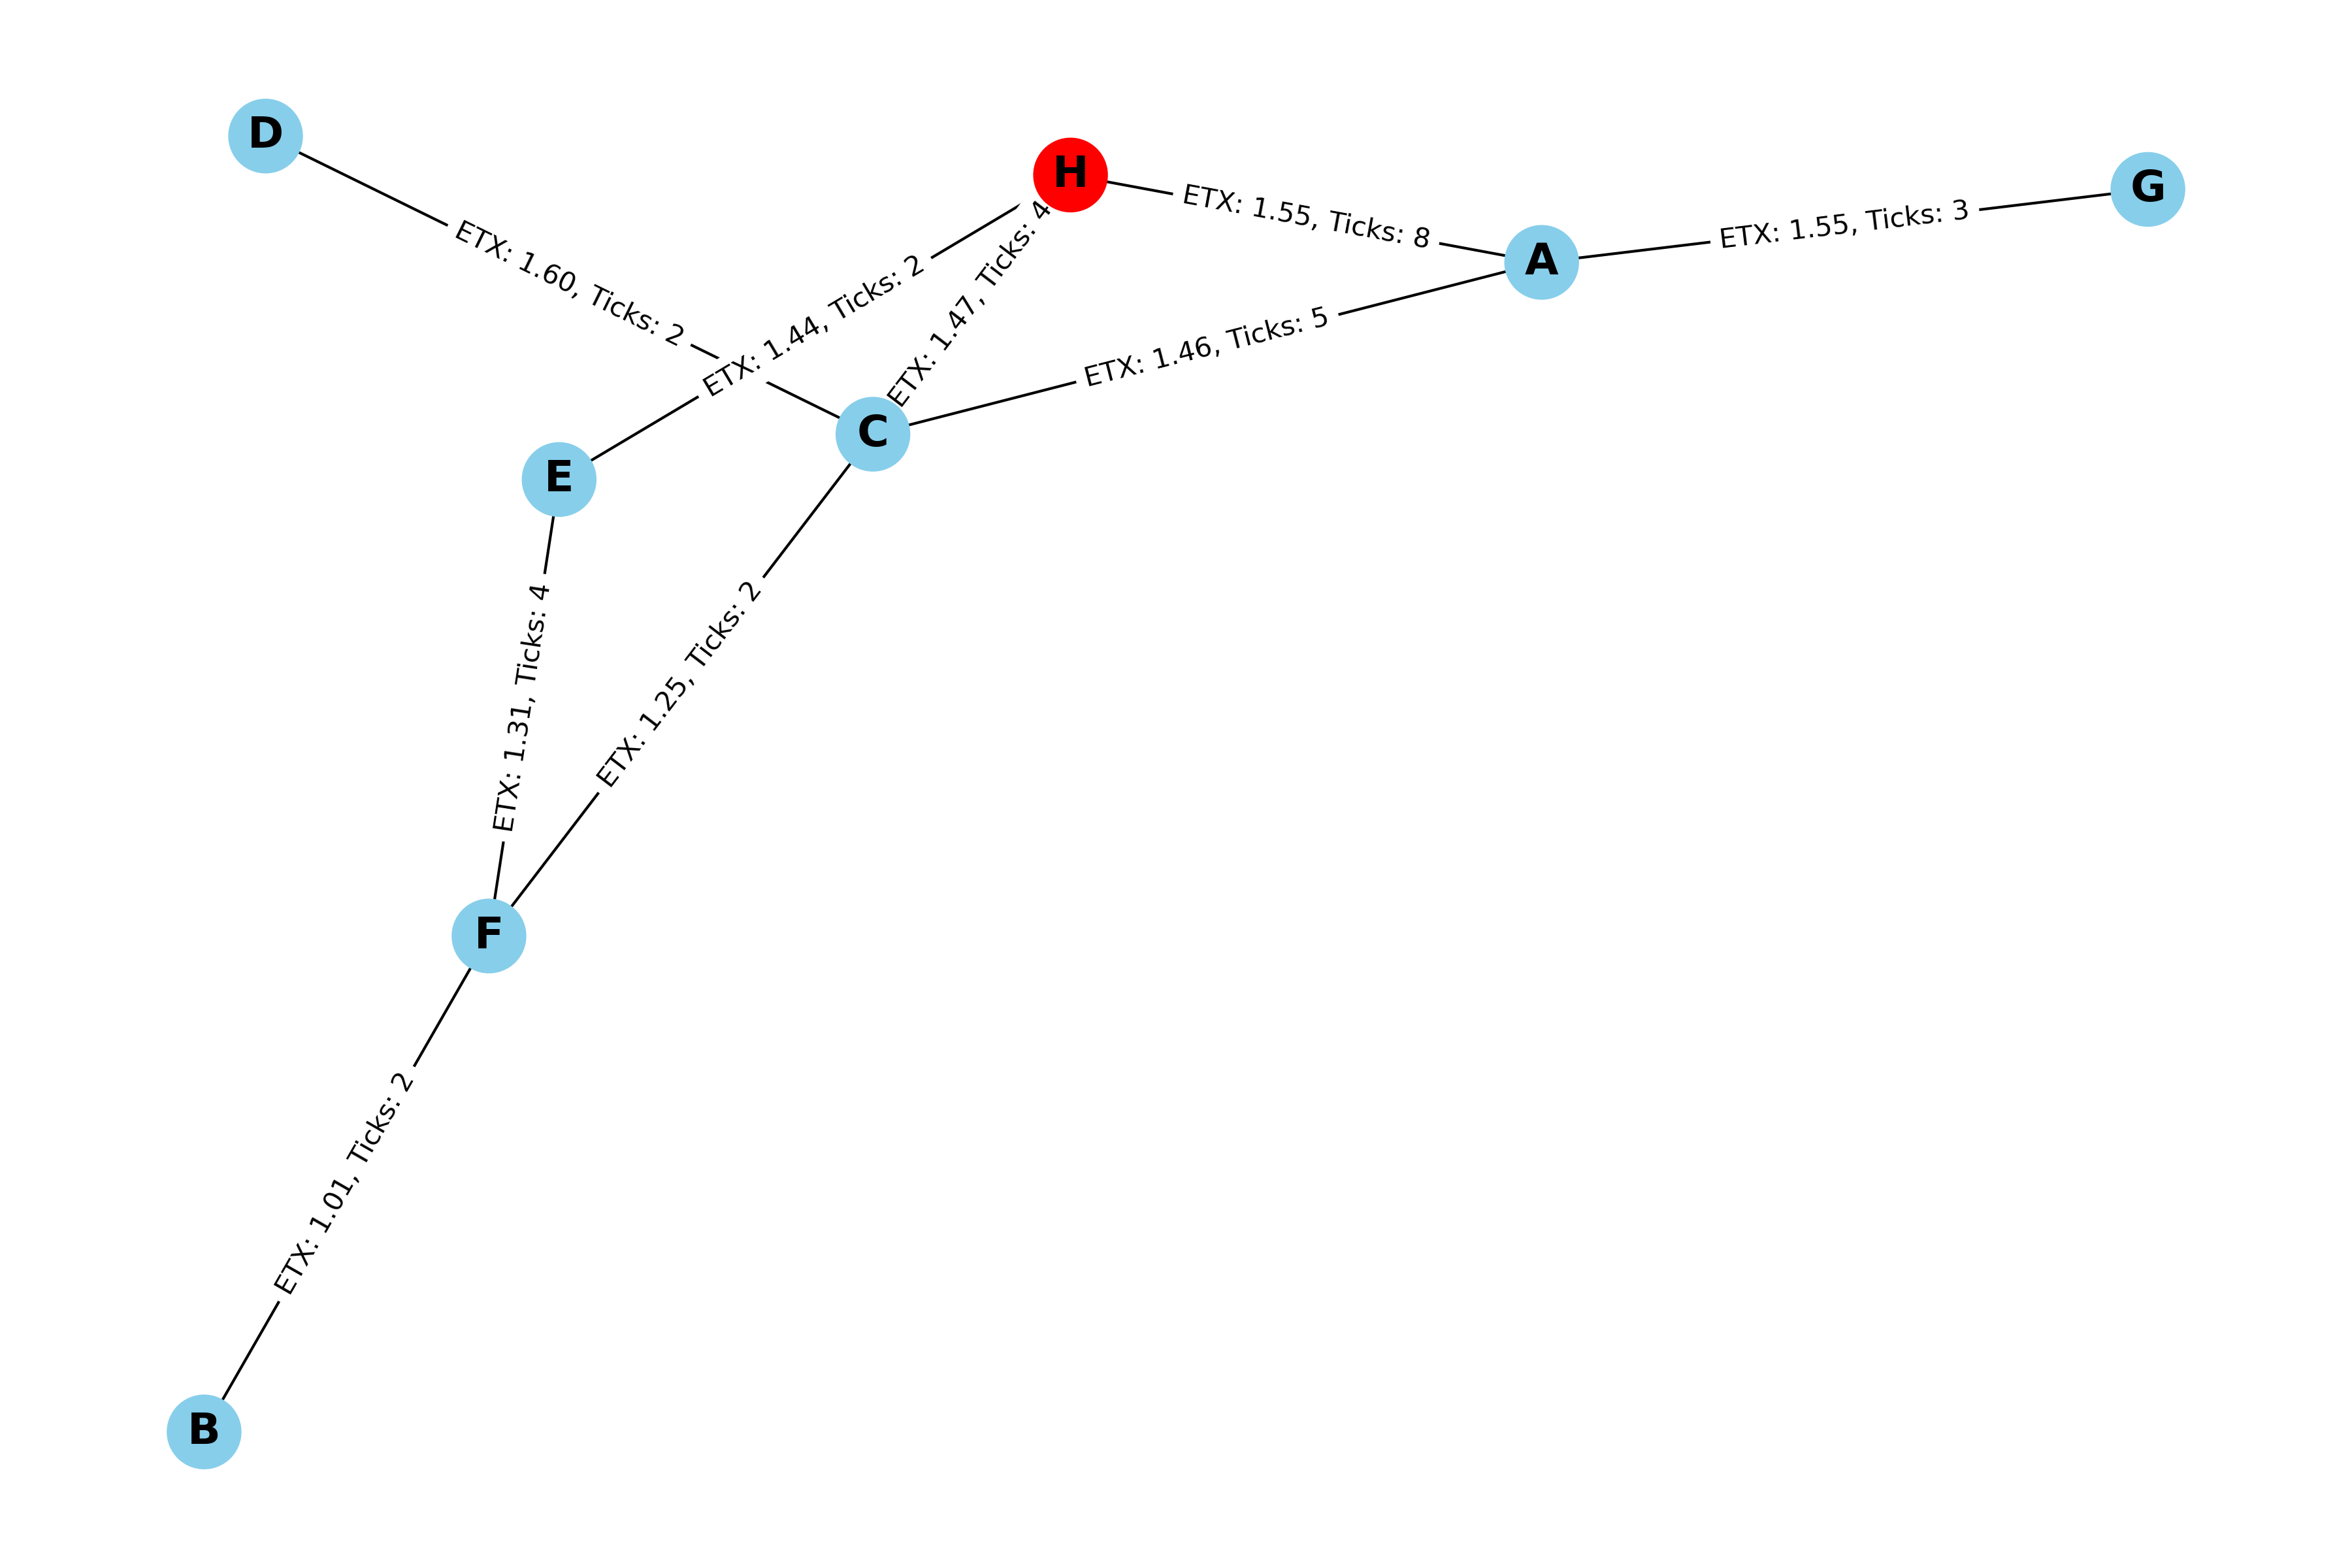 D
H
G
ETX: 1.55, Ticks: 8
ETX: 1.55, Ticks: 3
A
ETX: 1.60, Ticks: 2
ETX: 1.44, Ticks: 2
ETX: 1.47, Ticks: 4
ETX: 1.46, Ticks: 5
C
E
ETX: 1.31, Ticks: 4
ETX: 1.25, Ticks: 2
F
ETX: 1.01, Ticks: 2
B